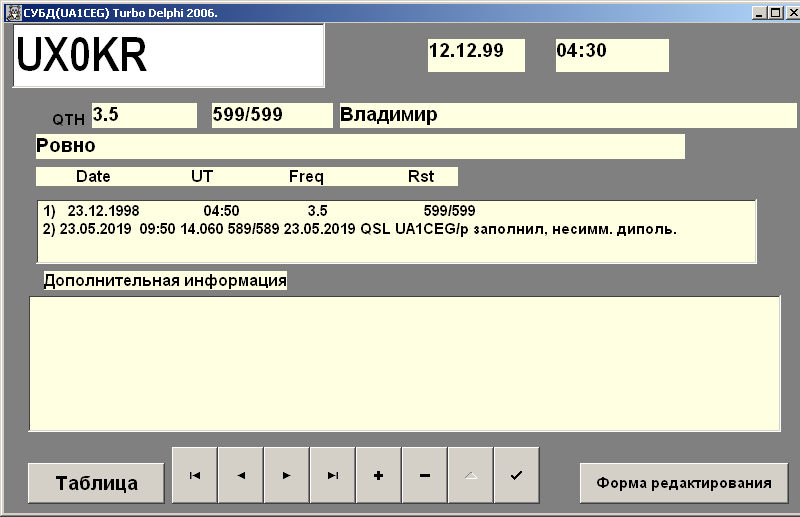 СУБД(UA1CEG) Turbo Delphi 2006.
UX0KR 12.12.99 04:30
QTH 3.5 599/599 Владимир
Ровно
Date UT Freq Rst
1) 23.12.1998 04:50 3.5 599/599
2) 23.05.2019 09:50 14.060 589/589 23.05.2019 QSL UA1CEG/p заполнил, несимм. диполь.
Дополнительная информация
Таблица Форма редактирования